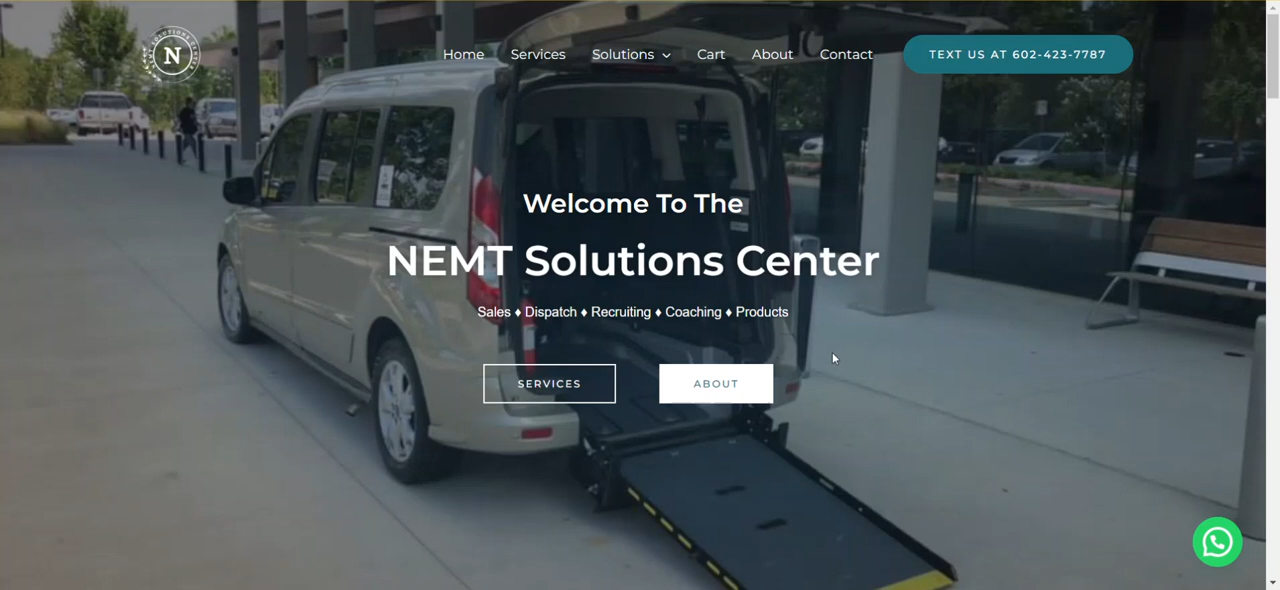 N
Home Services Solutions Cart About Contact TEXT US AT 602-423-7787
Welcome To The
NEMT Solutions Center
Sales ♦ Dispatch ♦ Recruiting ♦ Coaching ♦ Products
SERVICES ABOUT